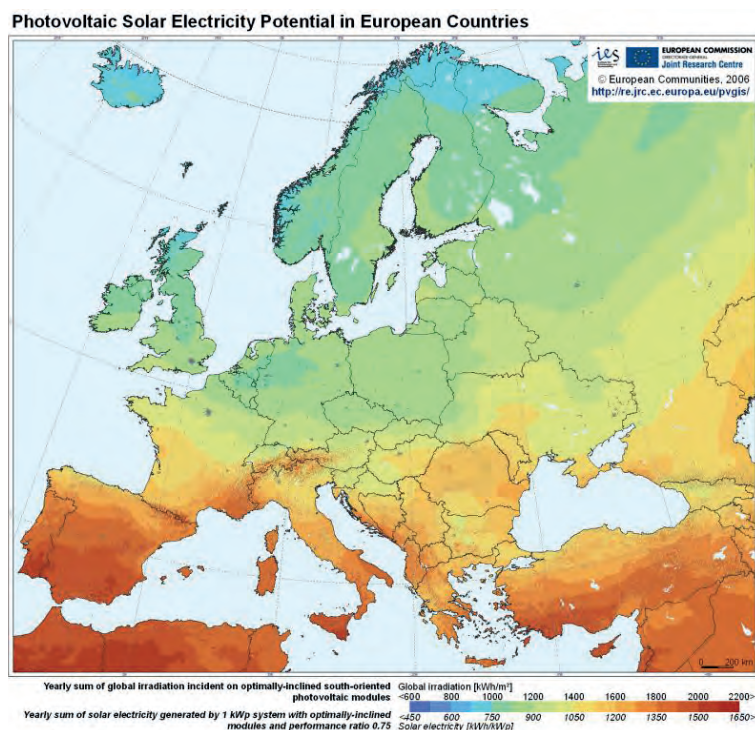 Photovoltaic Solar Electricity Potential in European Countries
ies
EUROPEAN COMMISSION
DIRECTORATE-GENERAL
Joint Research Centre
© European Communities, 2006
http://re.jrc.ec.europa.eu/pvgis/
0 200 km
Yearly sum of global irradiation incident on optimally-inclined south-oriented
photovoltaic modules
Global irradiation [kWh/m²]
<600 800 1000 1200 1400 1600 1800 2000 2200>
<450 600 750 900 1050 1200 1350 1500 1650>
Yearly sum of solar electricity generated by 1 kWp system with optimally-inclined
modules and performance ratio 0.75
Solar electricity [kWh/kWp]